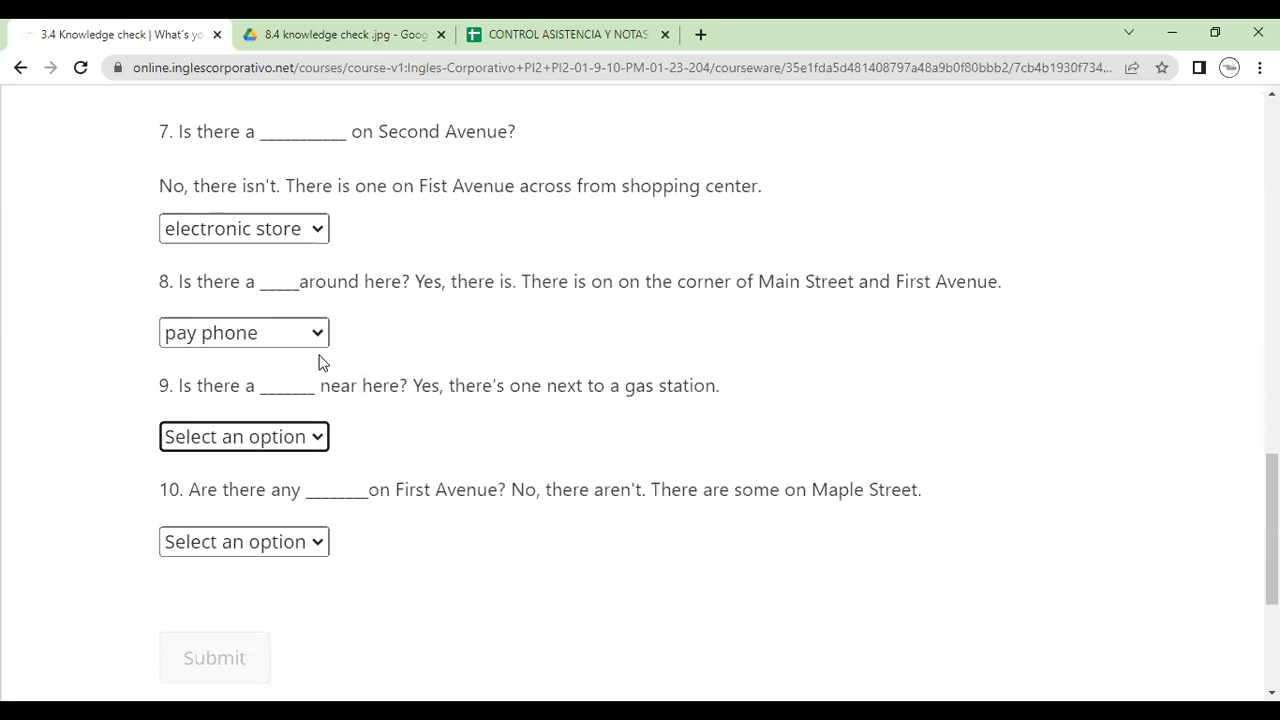 3.4 Knowledge check | What´s yo
8.4 knowledge check .jpg - Goog
CONTROL ASISTENCIA Y NOTAS
online.inglescorporativo.net/courses/course-v1:Ingles-Corporativo+PI2+PI2-01-9-10-PM-01-23-204/courseware/35e1fda5d481408797a48a9b0f80bbb2/7cb4b1930f734...
7. Is there a ___________ on Second Avenue?
No, there isn't. There is one on Fist Avenue across from shopping center.
electronic store
8. Is there a _____around here? Yes, there is. There is on on the corner of Main Street and First Avenue.
pay phone
9. Is there a _______ near here? Yes, there's one next to a gas station.
Select an option
10. Are there any ________on First Avenue? No, there aren't. There are some on Maple Street.
Select an option
Submit